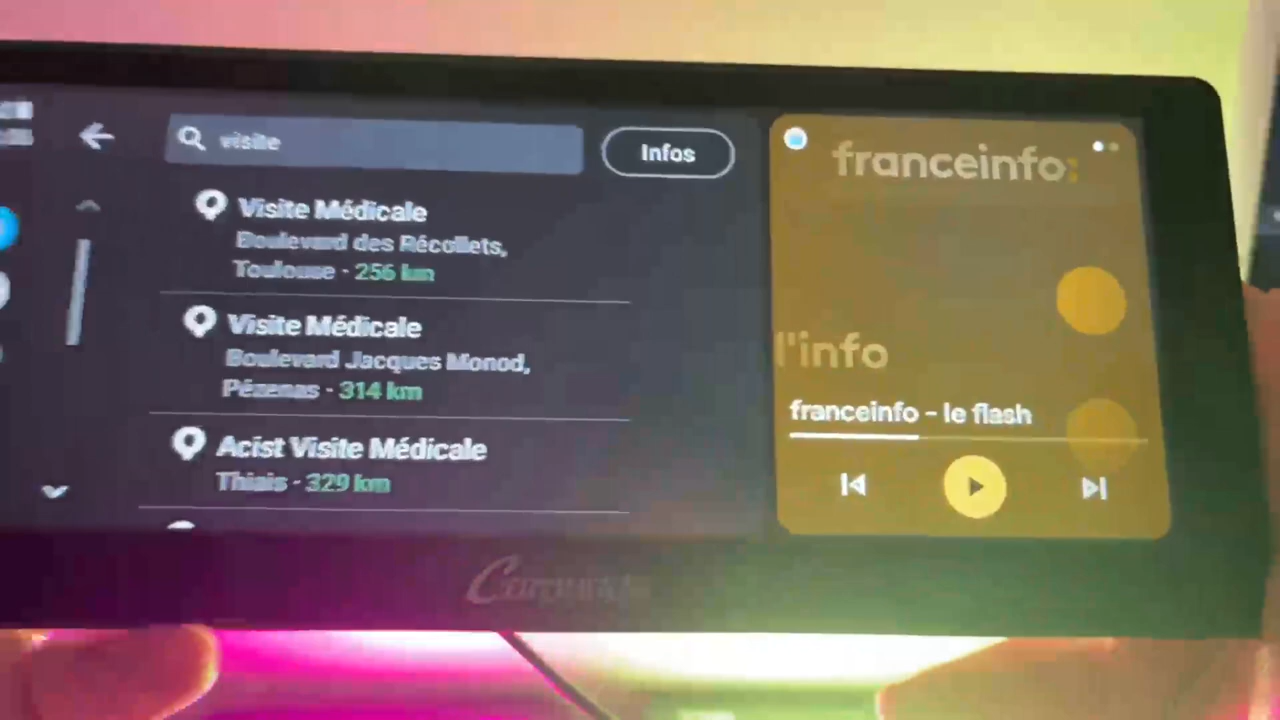 visite
Infos
Visite Médicale
Boulevard des Récollets,
Toulouse · 256 km
Visite Médicale
Boulevard Jacques Monod,
Pézenas · 314 km
Acist Visite Médicale
Thiais · 329 km
franceinfo:
l'info
franceinfo - le flash